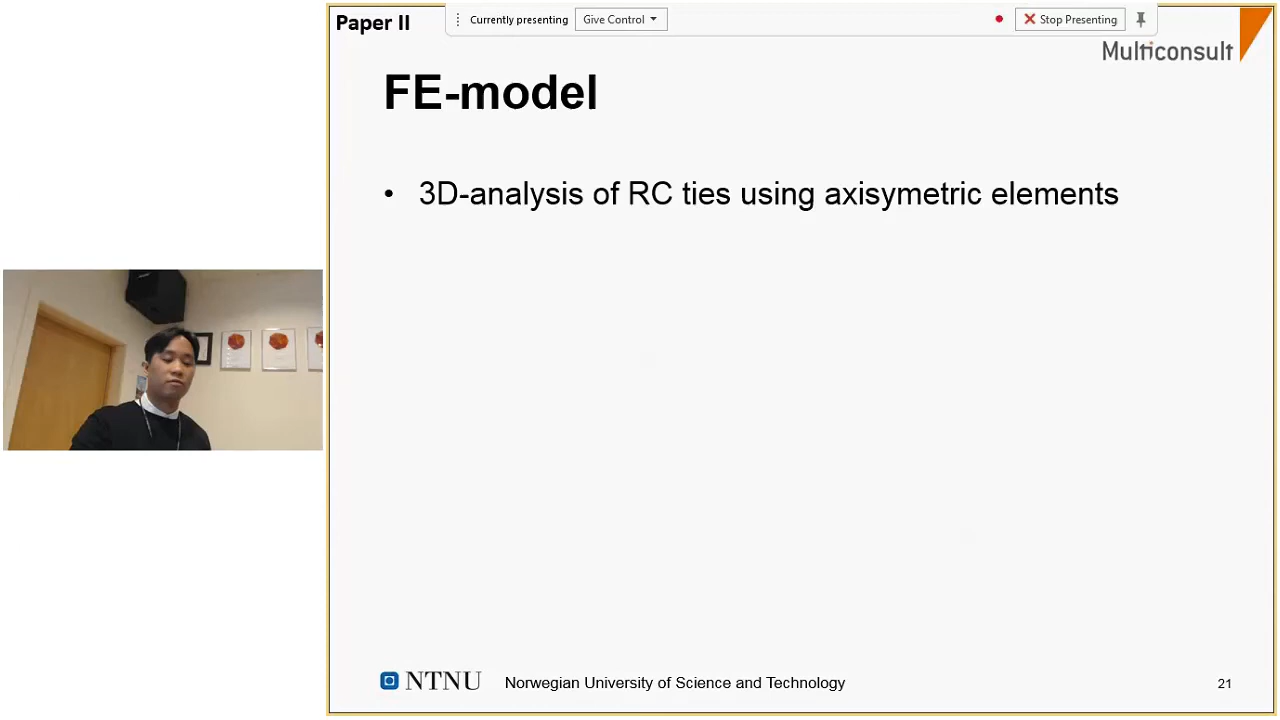 Paper II
Currently presenting
Give Control
Stop Presenting
Multiconsult
FE-model
• 3D-analysis of RC ties using axisymetric elements
NTNU
Norwegian University of Science and Technology
21